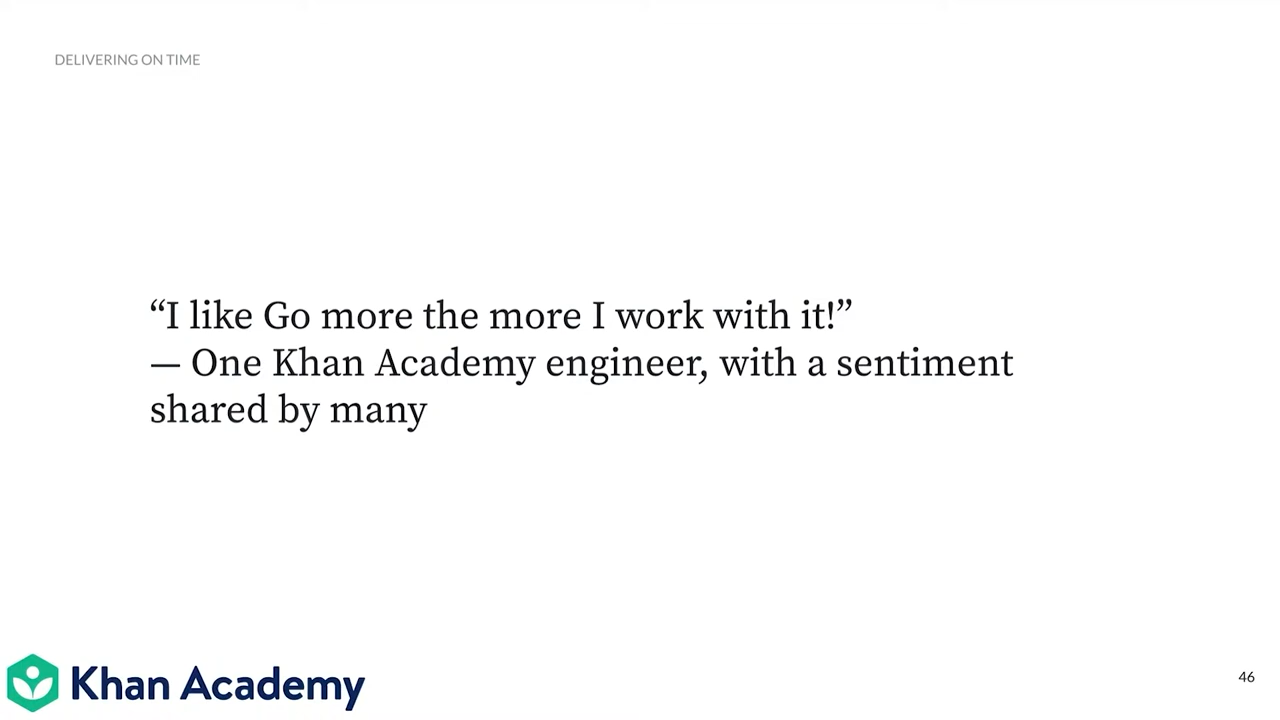 DELIVERING ON TIME
“I like Go more the more I work with it!”
— One Khan Academy engineer, with a sentiment
shared by many
Khan Academy
46